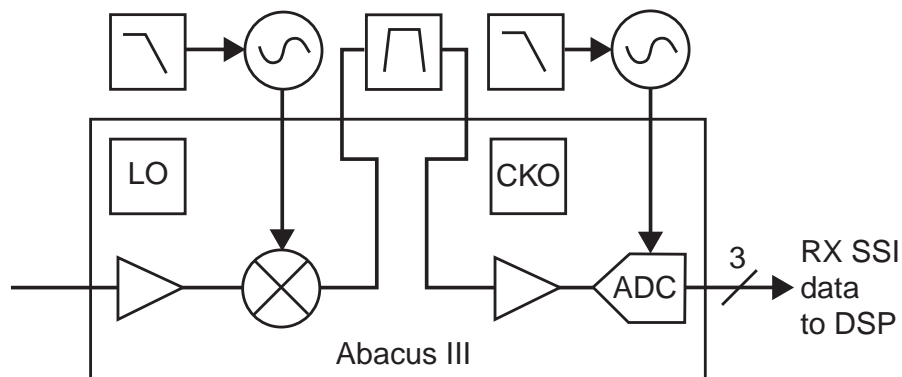 LO
CKO
ADC
3
RX SSI
data
to DSP
Abacus III